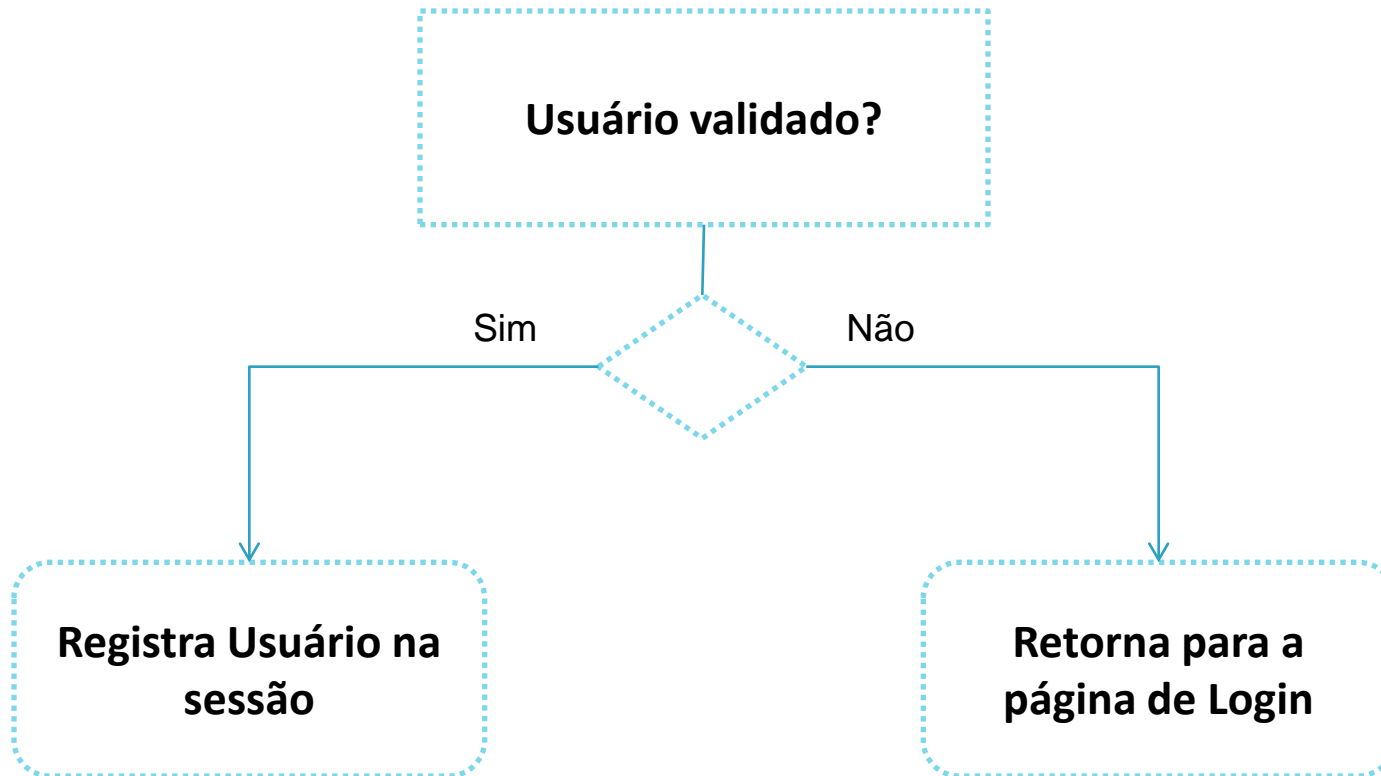 Usuário validado?
Sim
Não
Registra Usuário na
sessão
Retorna para a
página de Login